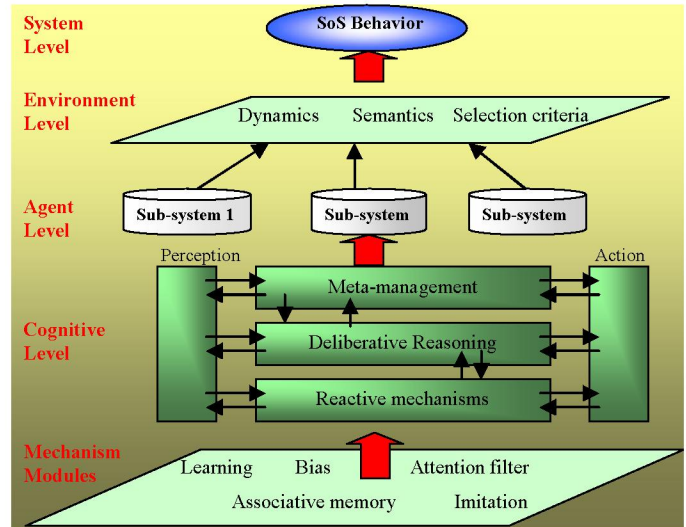 System
Level
SoS Behavior
Environment
Level
Dynamics Semantics Selection criteria
Agent
Level
Sub-system 1 Sub-system Sub-system
Perception Action
Meta-management
Cognitive
Level
Deliberative Reasoning
Reactive mechanisms
Mechanism
Modules
Learning Bias Attention filter
Associative memory Imitation